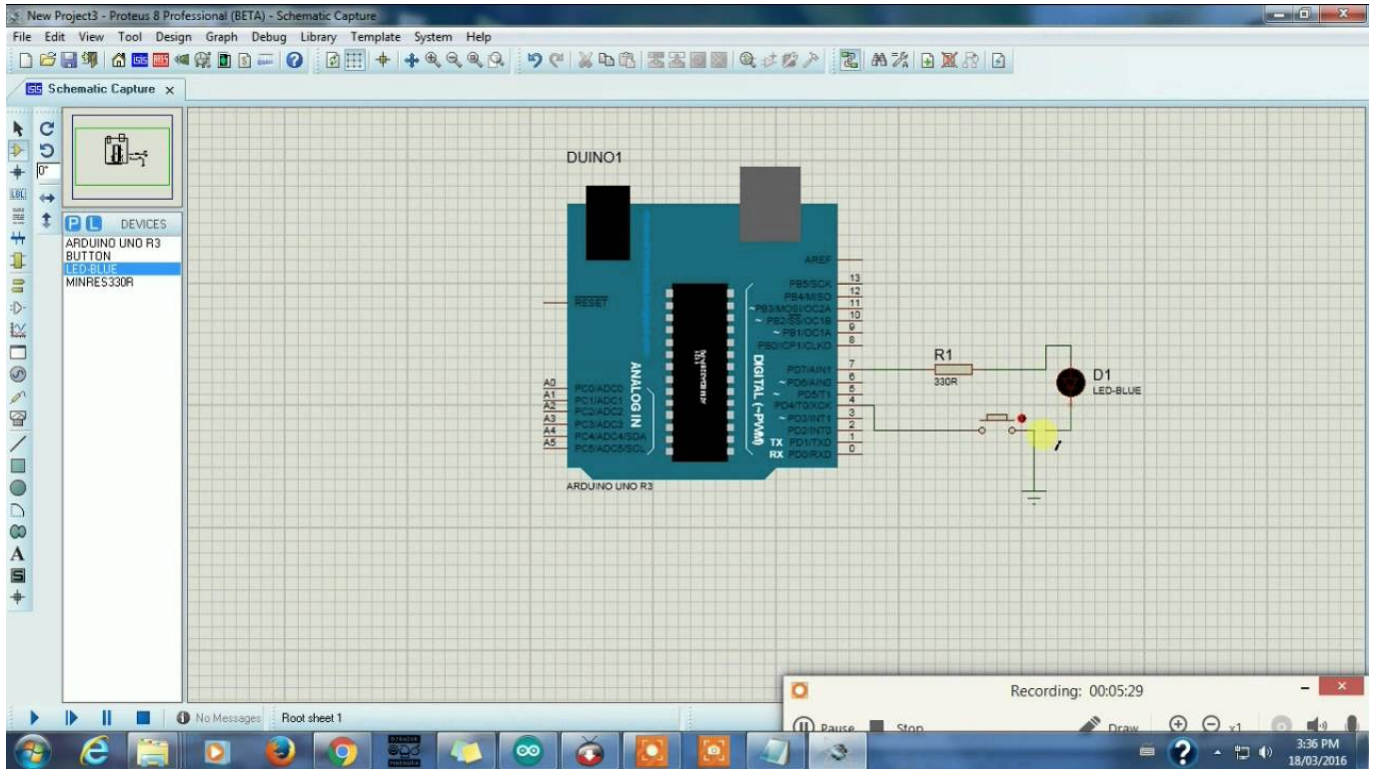 New Project3 - Proteus 8 Professional (BETA) - Schematic Capture
File Edit View Tool Design Graph Debug Library Template System Help
Schematic Capture x
0°
P L DEVICES
ARDUINO UNO R3
BUTTON
LED-BLUE
MINRES330R
DUINO1
AREF
13
PB5/SCK
12
PB4/MISO
11
~PB3/MOSI/OC2A
10
~ PB2/SS/OC1B
9
~ PB1/OC1A
8
PB0/ICP1/CLKO
RESET
ANALOG IN
DIGITAL (~PWM)
7
PD7/AIN1
6
~ PD6/AIN0
5
~ PD5/T1
4
PD4/T0/XCK
3
~ PD3/INT1
2
PD2/INT0
1
TX PD1/TXD
0
RX PD0/RXD
A0 PC0/ADC0
A1 PC1/ADC1
A2 PC2/ADC2
A3 PC3/ADC3
A4 PC4/ADC4/SDA
A5 PC5/ADC5/SCL
ARDUINO UNO R3
R1
330R
D1
LED-BLUE
Recording: 00:05:29
Pause Stop Draw x1
No Messages Root sheet 1
3:36 PM
18/03/2016